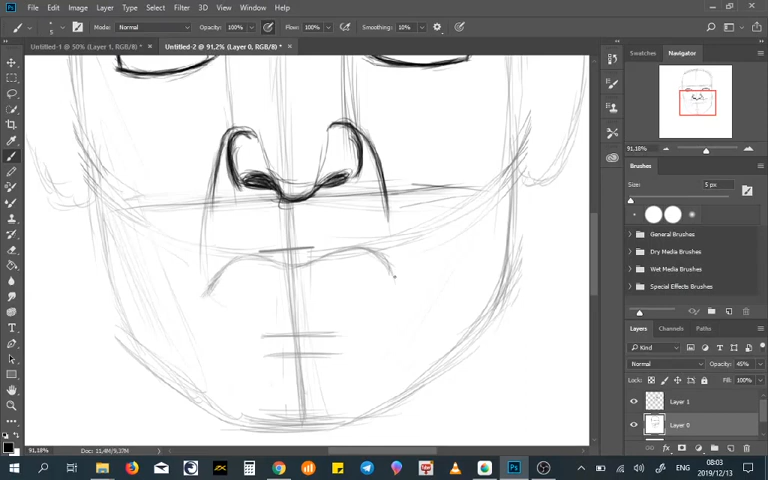 Ps File Edit Image Layer Type Select Filter 3D View Window Help
5 Mode: Normal Opacity: 100% Flow: 100% Smoothing: 10%
Untitled-1 @ 50% (Layer 1, RGB/8) * × Untitled-2 @ 91,2% (Layer 0, RGB/8) * ×
Swatches Navigator
91,18%
Brushes
Size: 5 px
General Brushes
Dry Media Brushes
Wet Media Brushes
Special Effects Brushes
Layers Channels Paths
Kind
Normal Opacity: 45%
Lock: Fill: 100%
Layer 1
Layer 0
91,18% Doc: 11,4M/9,37M
ENG 08:03
2019/12/13